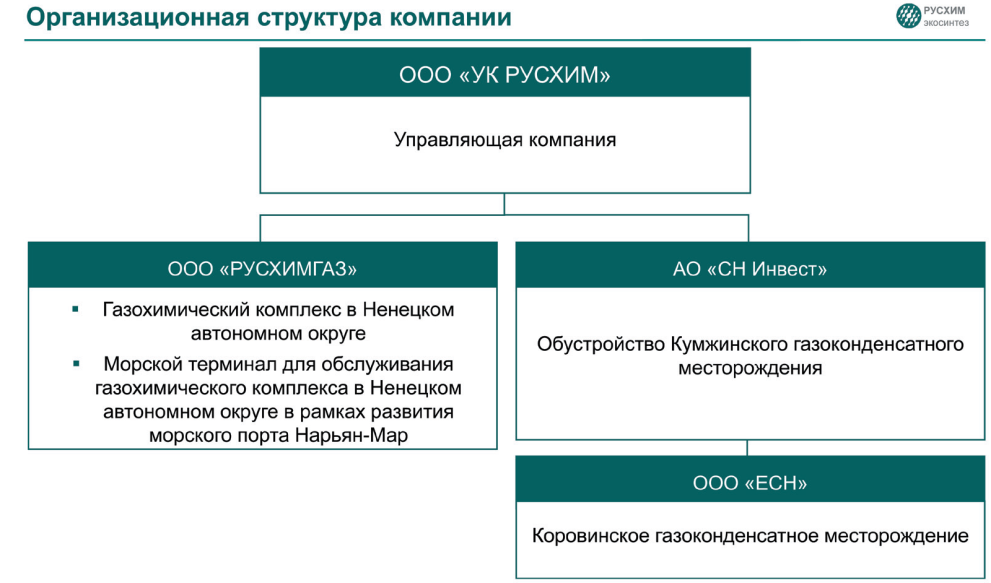 Организационная структура компании
РУСХИМ
экосинтез
ООО «УК РУСХИМ»
Управляющая компания
ООО «РУСХИМГАЗ»
▪ Газохимический комплекс в Ненецком
автономном округе
▪ Морской терминал для обслуживания
газохимического комплекса в Ненецком
автономном округе в рамках развития
морского порта Нарьян-Мар
АО «СН Инвест»
Обустройство Кумжинского газоконденсатного
месторождения
ООО «ЕСН»
Коровинское газоконденсатное месторождение